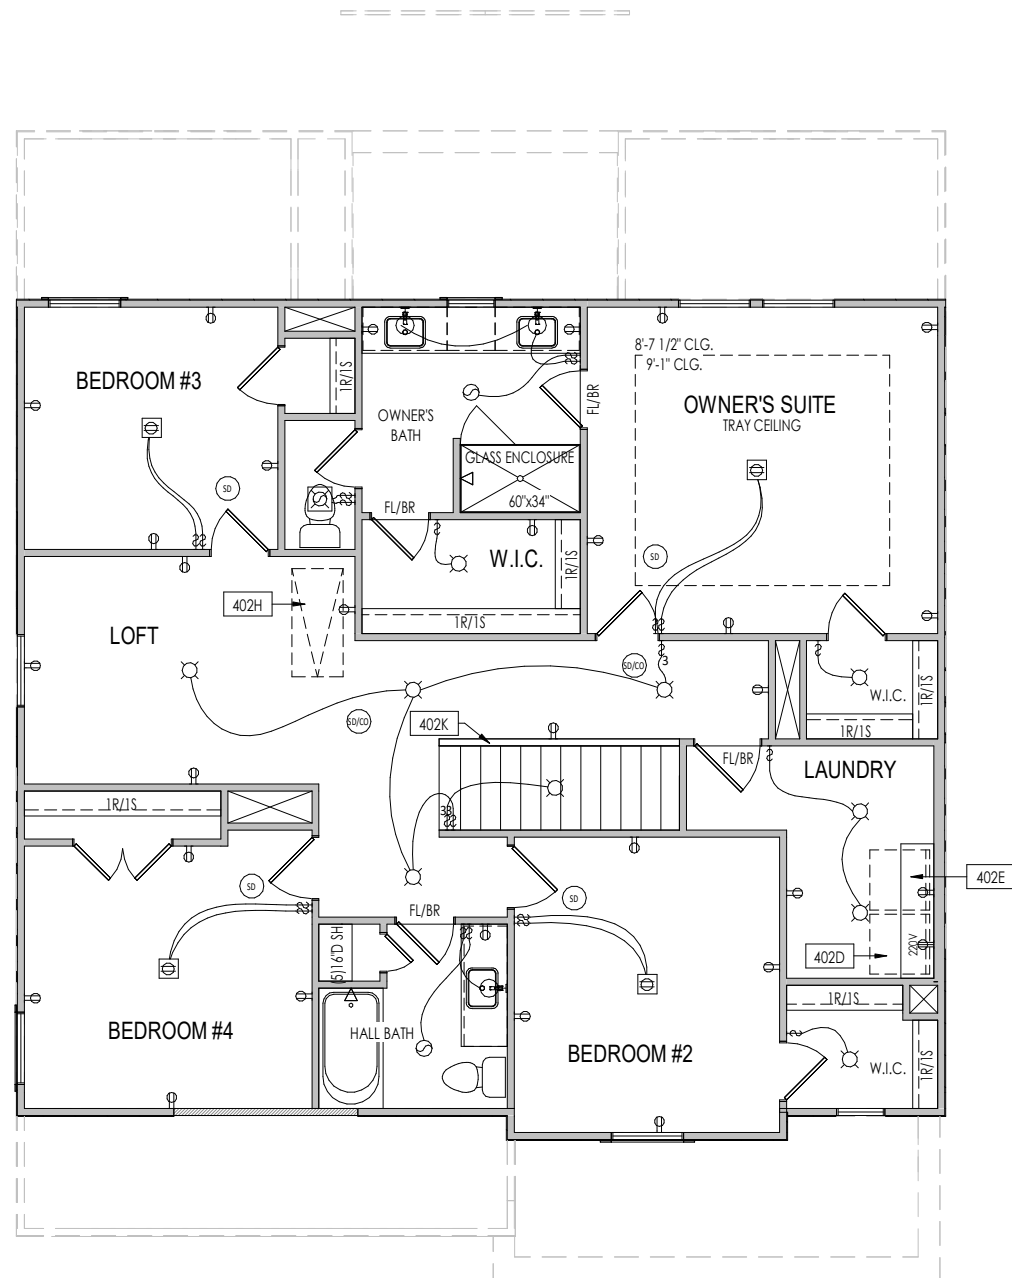 8'-7 1/2" CLG.
9'-1" CLG.
BEDROOM #3
1R/1S
OWNER'S
BATH
FL/BR
OWNER'S SUITE
TRAY CEILING
GLASS ENCLOSURE
60"x34"
SD
FL/BR
W.I.C.
1R/1S
SD
402H
1R/1S
LOFT
SD/CO
3
W.I.C.
1R/1S
SD/CO
402K
1R/1S
FL/BR
LAUNDRY
1R/1S
33
402E
SD
SD
FL/BR
5|16"D SH
402D
220V
BEDROOM #4
HALL BATH
1R/1S
BEDROOM #2
W.I.C.
1R/1S